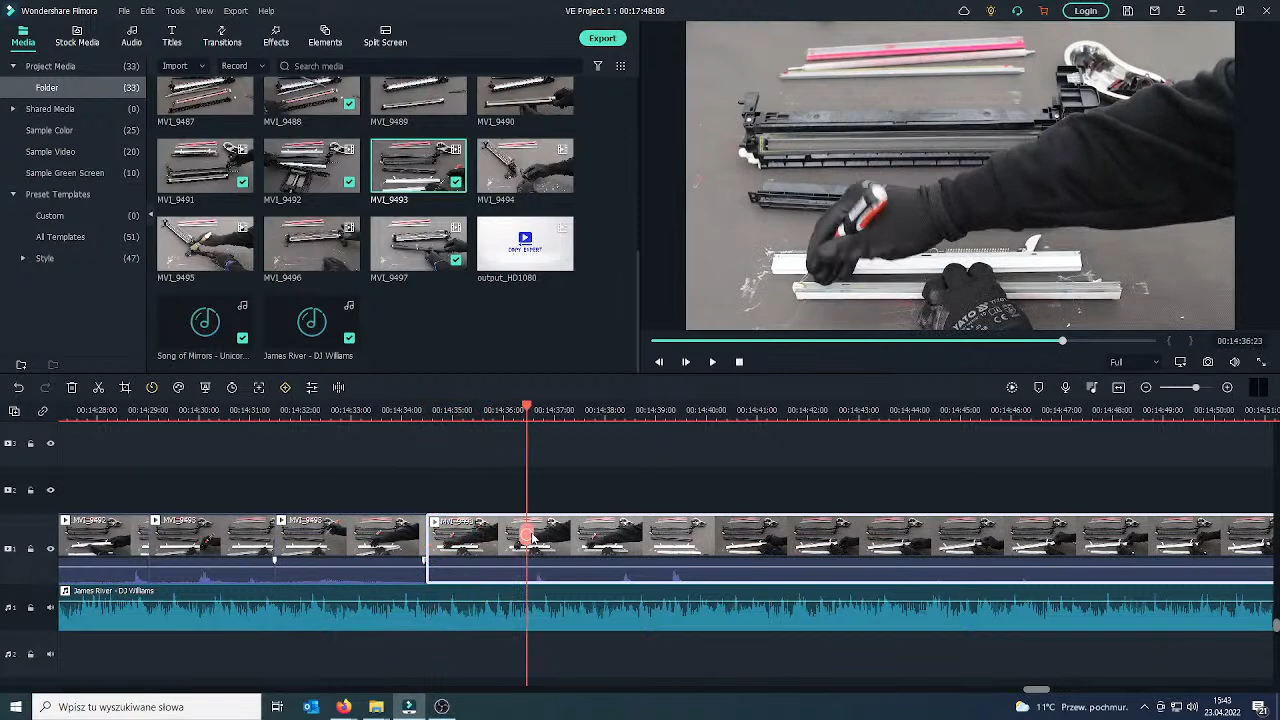 Wondershare Filmora File Edit Tools View Export Help VE Project 1 : 00:17:48:08 Login
Media Stock Media Audio Titles Transitions Effects Elements Split Screen Export
Project Media (33) Import Record Search media
Folder (33)
Shared Media (0)
Sample Color (25)
Sample Video (20)
Preset Templates (51)
Custom (0)
All Templates (51)
Style (47)
MVI_9487 MVI_9488 MVI_9489 MVI_9490
MVI_9491 MVI_9492 MVI_9493 MVI_9494
MVI_9495 MVI_9496 MVI_9497 output_HD1080
COPY EXPERT
Song of Mirrors - Unicor... James River - DJ Williams
YATO
00:14:36:23
Full
00:14:28:00 00:14:29:00 00:14:30:00 00:14:31:00 00:14:32:00 00:14:33:00 00:14:34:00 00:14:35:00 00:14:36:00 00:14:37:00 00:14:38:00 00:14:39:00 00:14:40:00 00:14:41:00 00:14:42:00 00:14:43:00 00:14:44:00 00:14:45:00 00:14:46:00 00:14:47:00 00:14:48:00 00:14:49:00 00:14:50:00 00:14:51:0
3
2
1
James River - DJ Williams
1
2
Wpisz tu wyszukiwane słowa
11°C Przew. pochmur.
15:43
23.04.2022